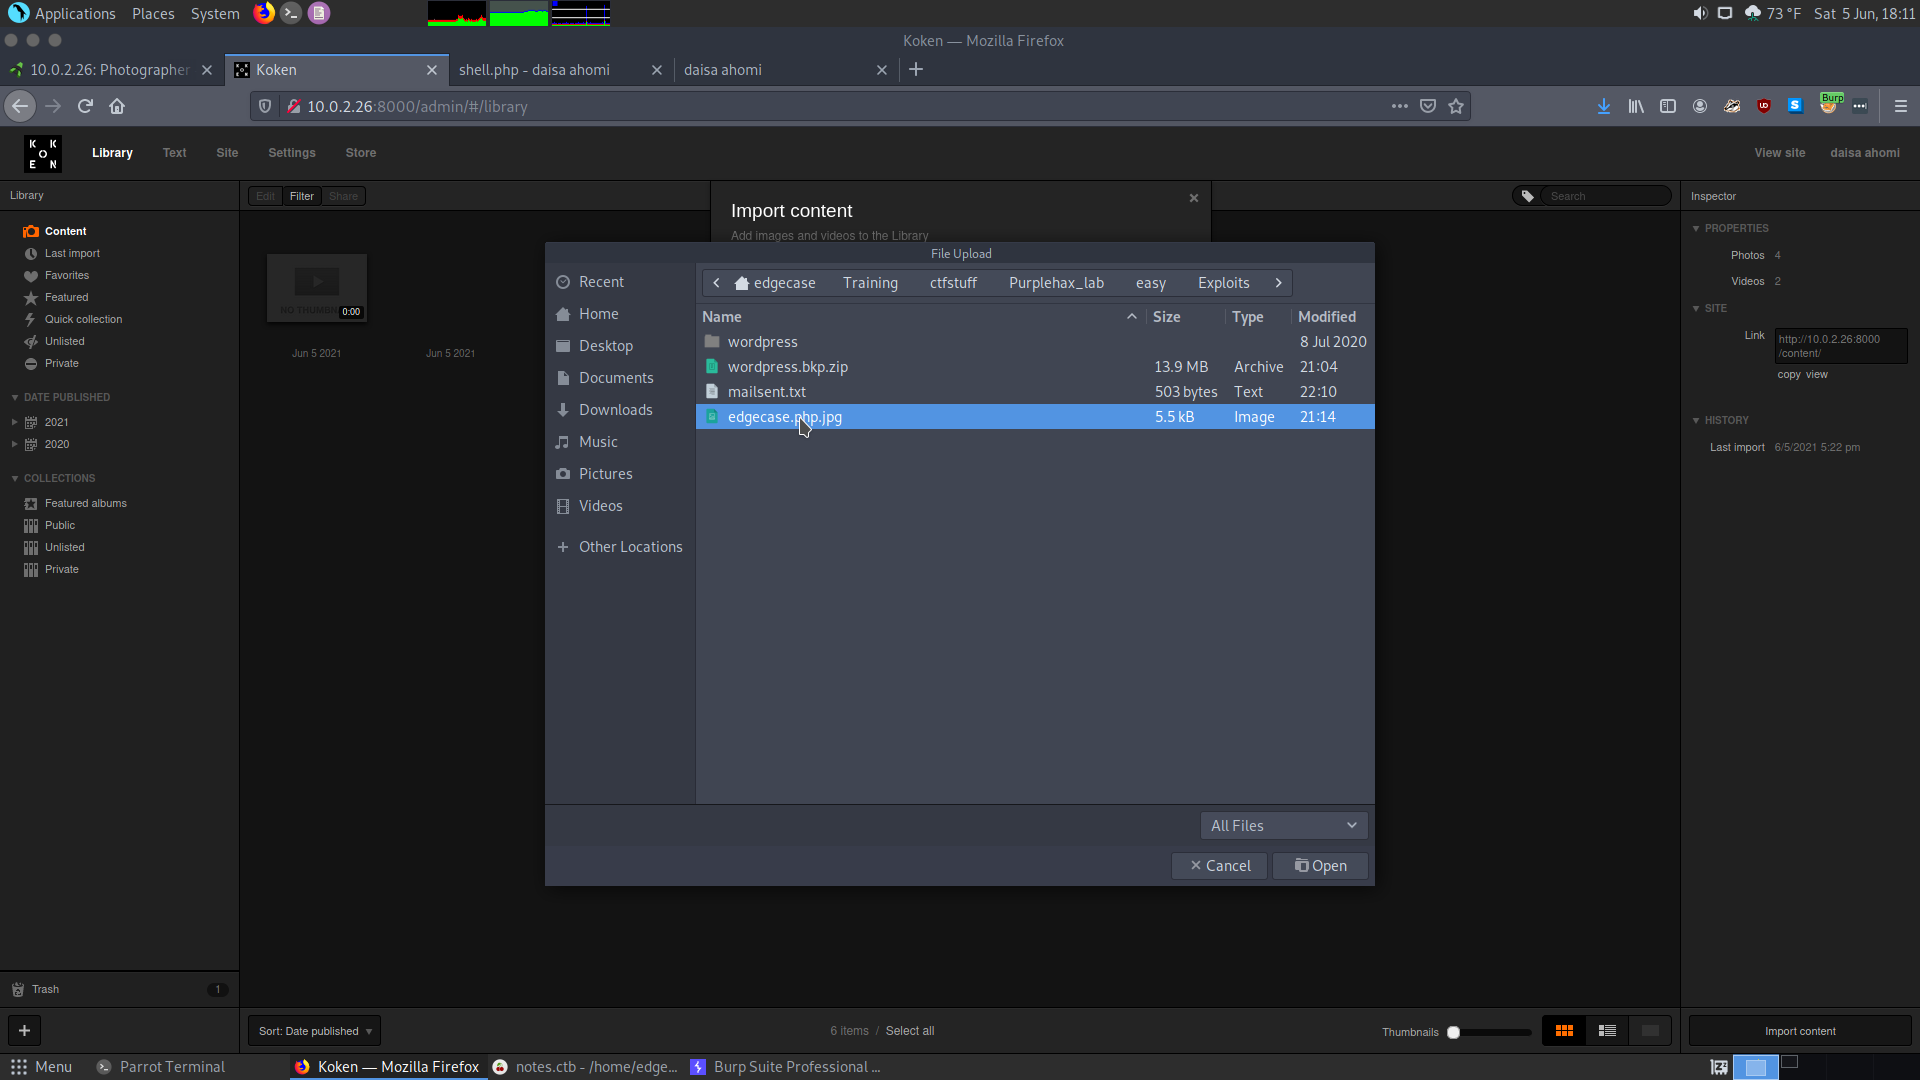 Applications Places System 73 °F Sat 5 Jun, 18:11
Koken — Mozilla Firefox
10.0.2.26: Photographer Koken shell.php - daisa ahomi daisa ahomi
10.0.2.26:8000/admin/#/library Burp
K K O E N Library Text Site Settings Store View site daisa ahomi
Library Edit Filter Share Search Inspector
Import content
Add images and videos to the Library
File Upload
Content
Last import
Favorites
Featured
Quick collection
Unlisted
Private
DATE PUBLISHED
2021
2020
COLLECTIONS
Featured albums
Public
Unlisted
Private
Trash 1
0:00
Jun 5 2021 Jun 5 2021
Recent
Home
Desktop
Documents
Downloads
Music
Pictures
Videos
Other Locations
edgecase Training ctfstuff Purplehax_lab easy Exploits
Name Size Type Modified
wordpress 8 Jul 2020
wordpress.bkp.zip 13.9 MB Archive 21:04
mailsent.txt 503 bytes Text 22:10
edgecase.php.jpg 5.5 kB Image 21:14
All Files
Cancel Open
PROPERTIES
Photos 4
Videos 2
SITE
Link http://10.0.2.26:8000
/content/
copy view
HISTORY
Last import 6/5/2021 5:22 pm
Sort: Date published 6 items / Select all Thumbnails Import content
Menu Parrot Terminal Koken — Mozilla Firefox notes.ctb - /home/edge... Burp Suite Professional ...